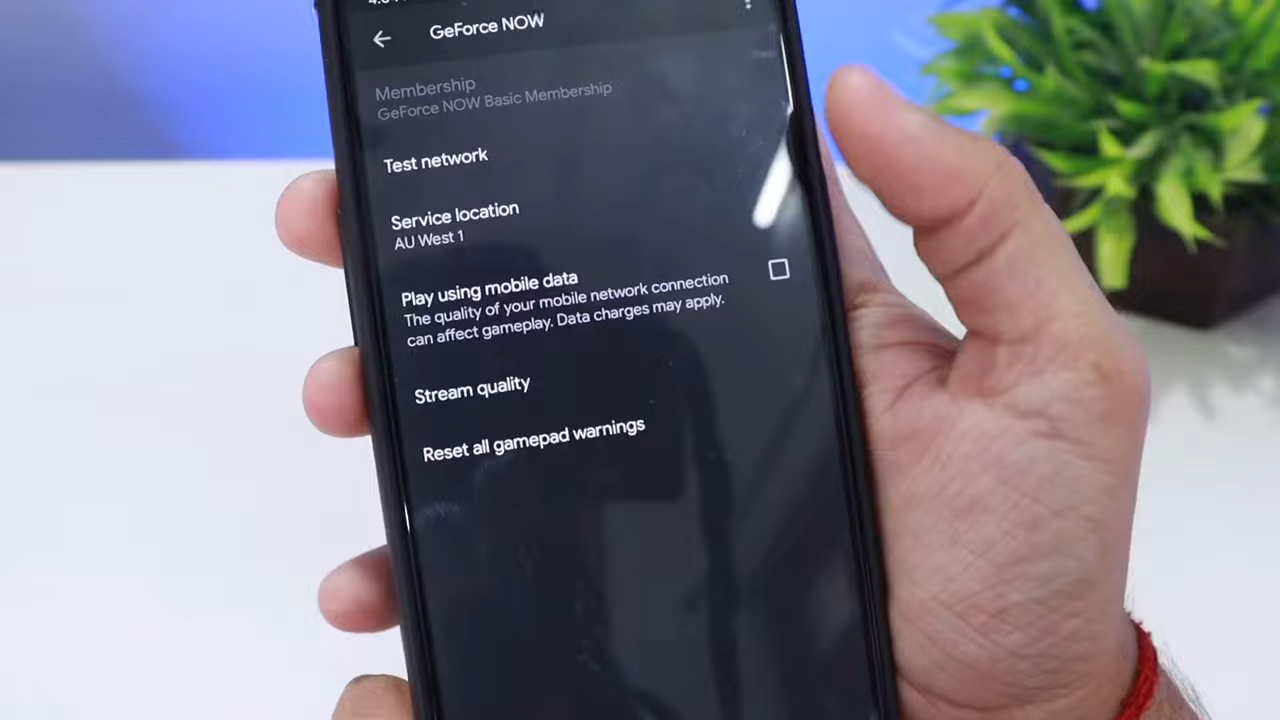 GeForce NOW
Membership
GeForce NOW Basic Membership
Test network
Service location
AU West 1
Play using mobile data
The quality of your mobile network connection
can affect gameplay. Data charges may apply.
Stream quality
Reset all gamepad warnings